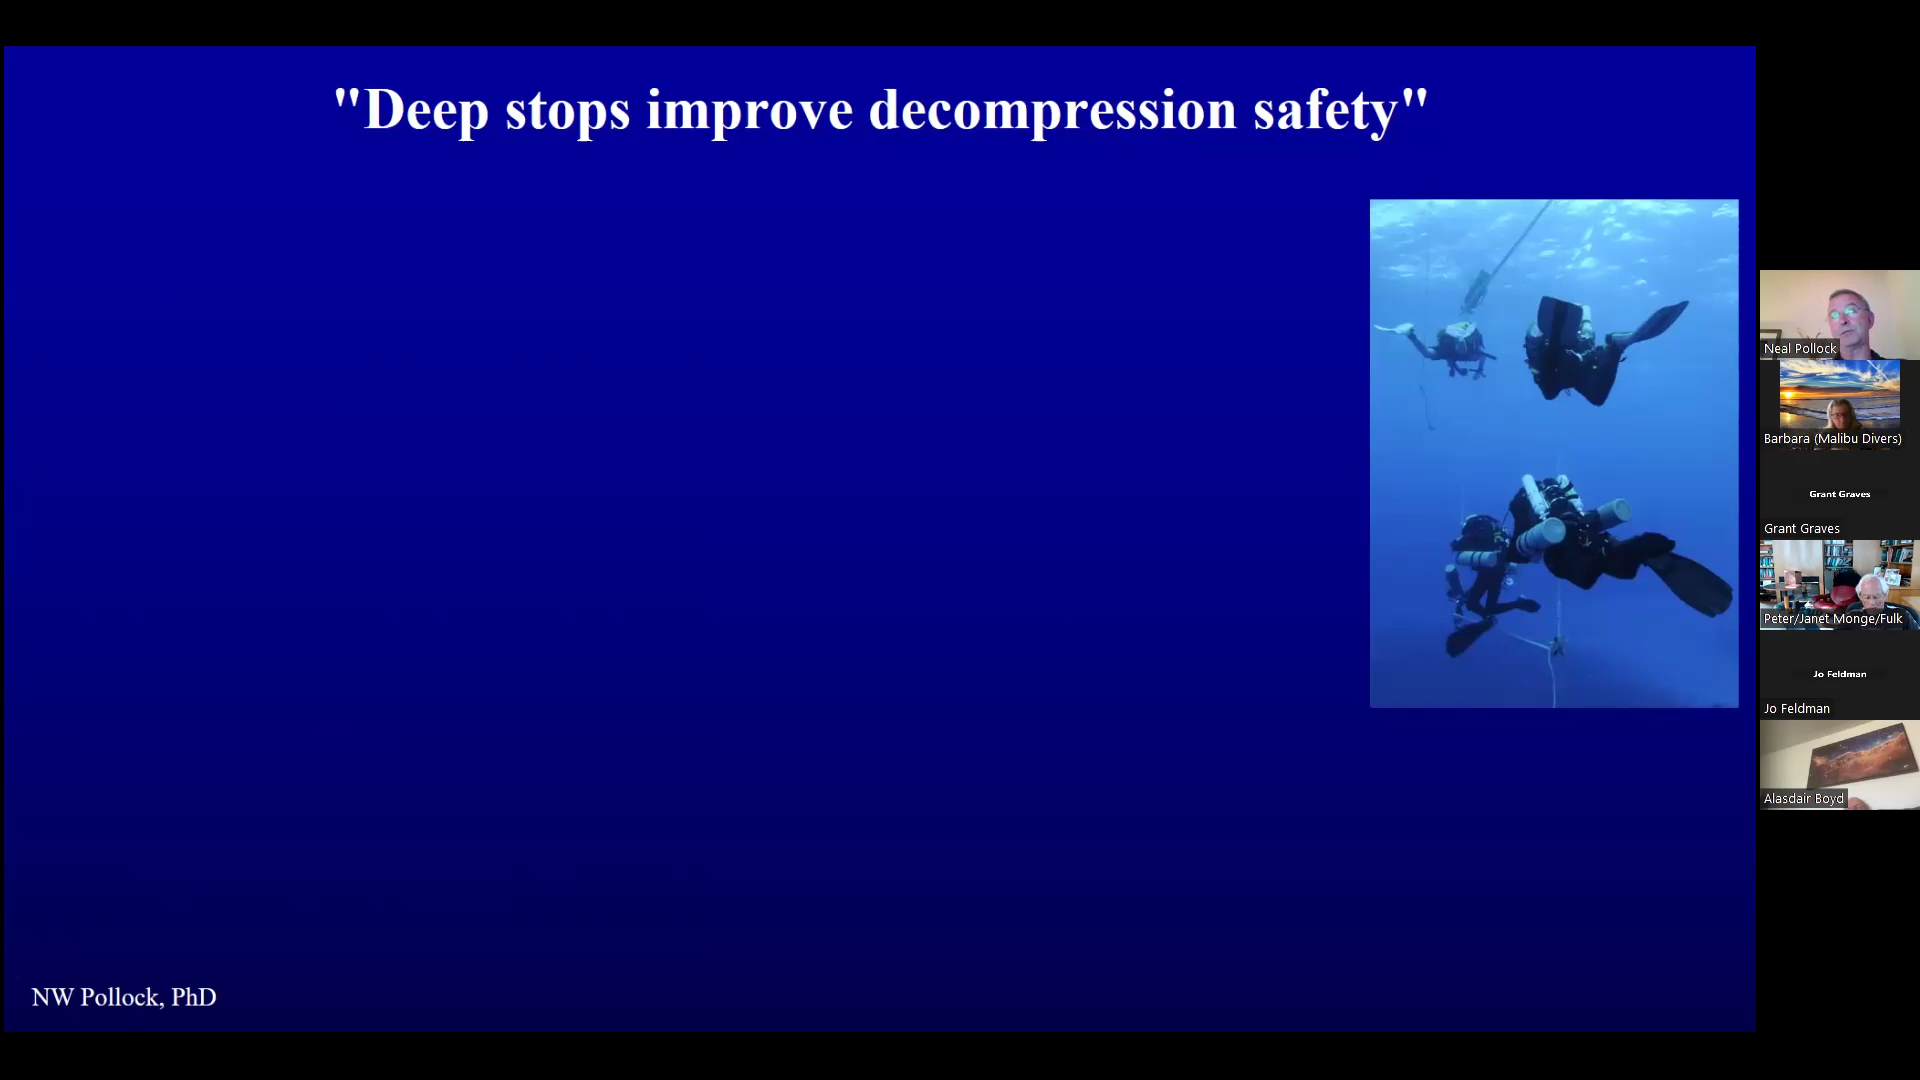 "Deep stops improve decompression safety"
NW Pollock, PhD
Neal Pollock
Barbara (Malibu Divers)
Grant Graves
Grant Graves
Peter/Janet Monge/Fulk
Jo Feldman
Jo Feldman
Alasdair Boyd